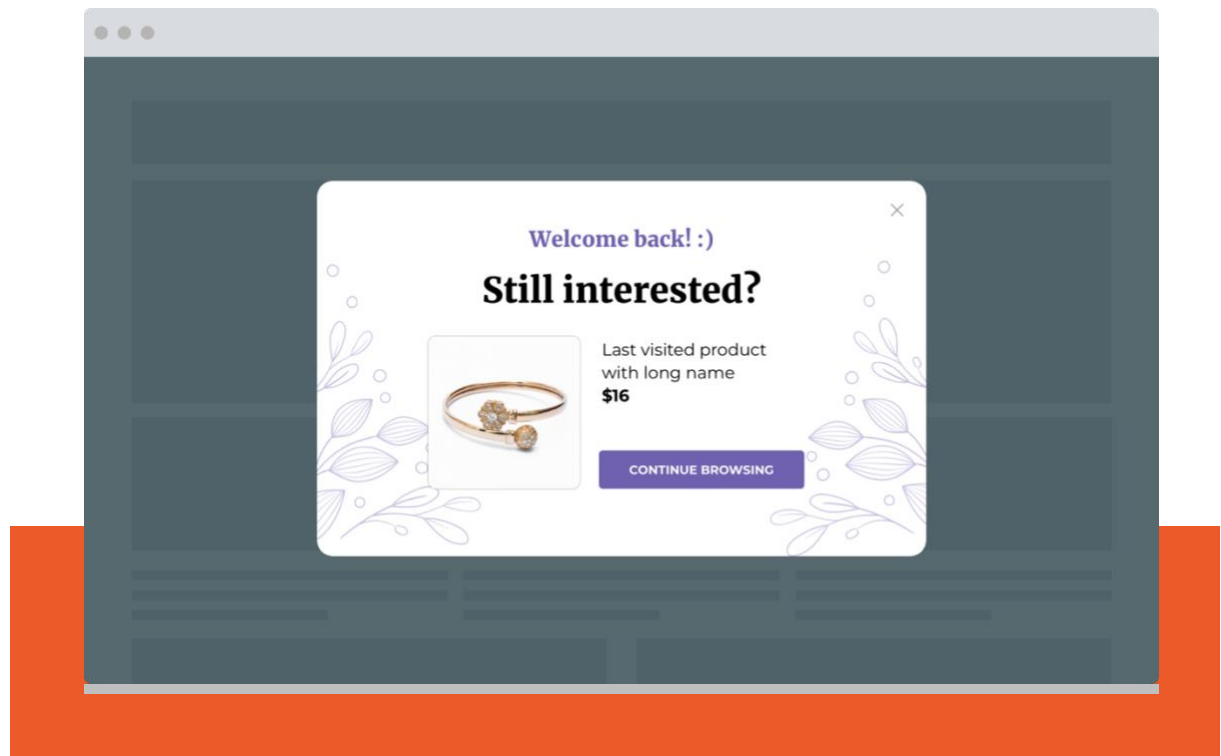 Welcome back! :)
Still interested?
Last visited product
with long name
$16
CONTINUE BROWSING